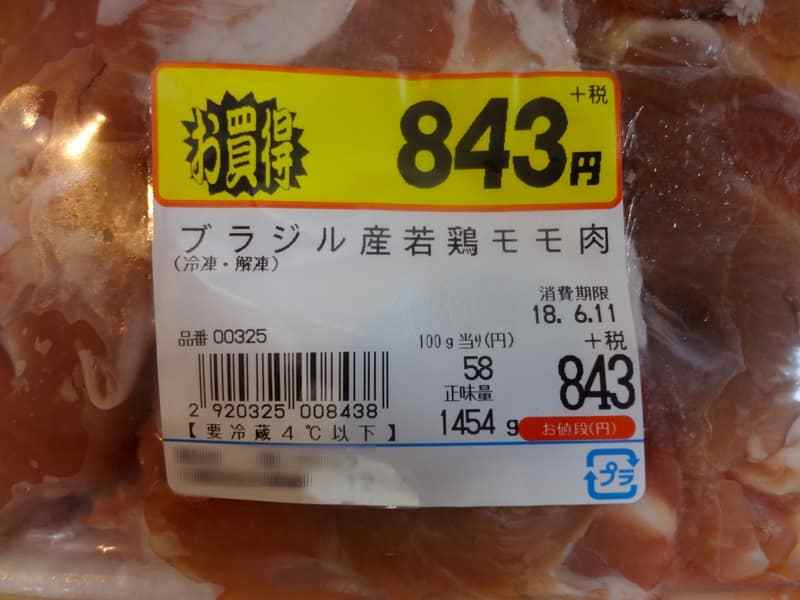 お買得
843円
+税
ブラジル産若鶏モモ肉
(冷凍・解凍)
消費期限
18. 6.11
品番 00325
100g当り(円)
58
+税
843
正味量
1454 g
お値段(円)
2 920325 008438
【要冷蔵4℃以下】
プラ